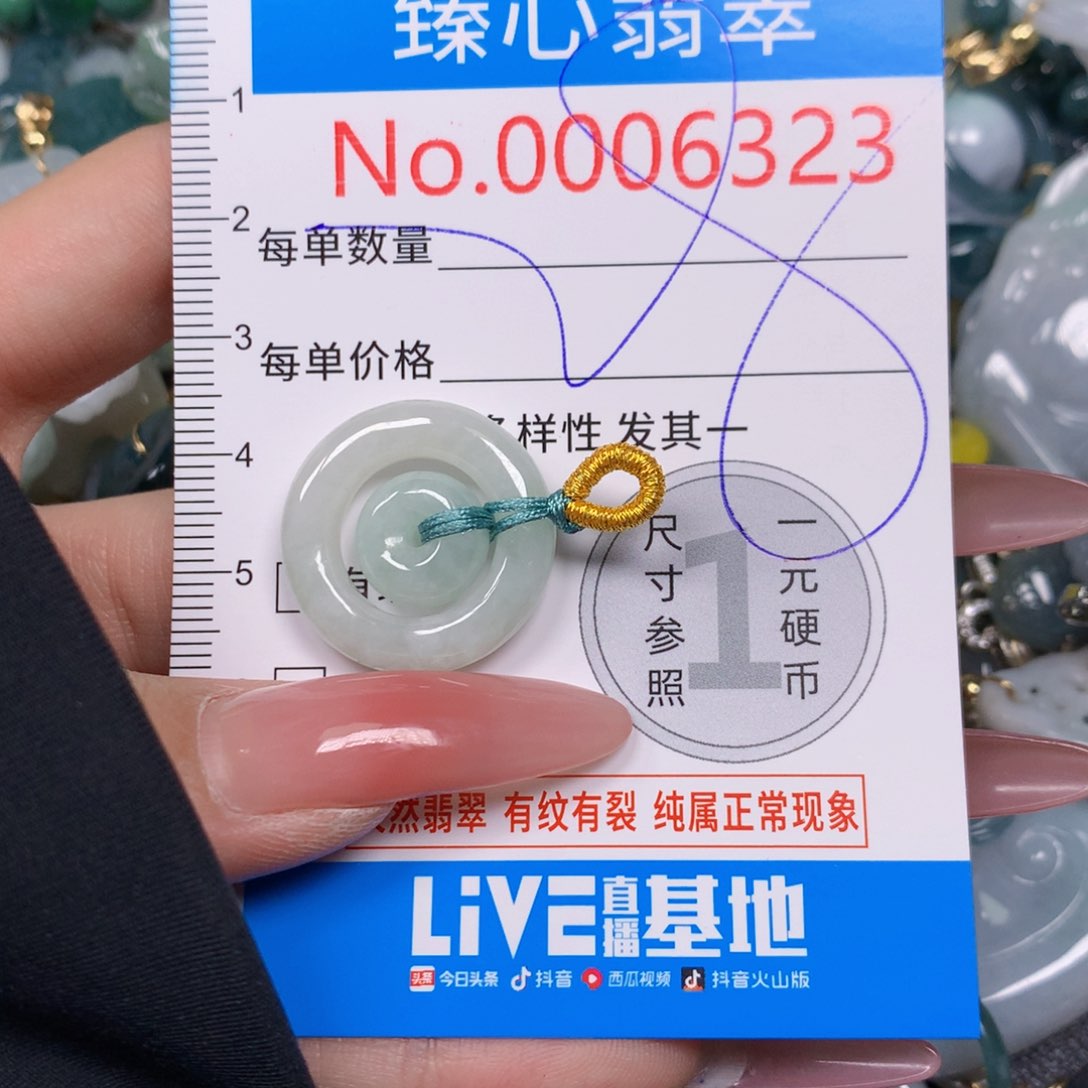 臻心翡翠
1
No.0006323
2
每单数量
3
每单价格
样性 发其一
4
尺寸参照
1
一元硬币
5
然翡翠 有纹有裂 纯属正常现象
LiVE直播基地
头条 今日头条 抖音 西瓜视频 抖音火山版